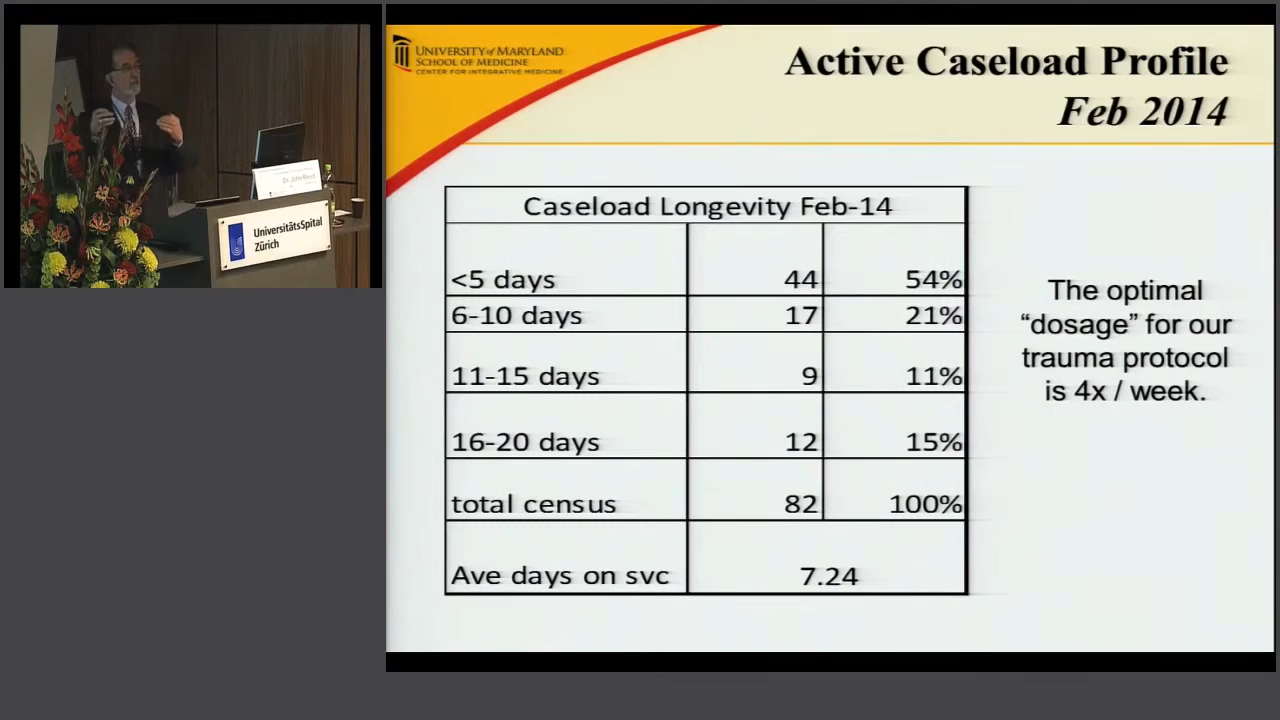 UNIVERSITY of MARYLAND
SCHOOL OF MEDICINE
CENTER FOR INTEGRATIVE MEDICINE
Active Caseload Profile
Feb 2014
Caseload Longevity Feb-14
<5 days 44 54%
6-10 days 17 21%
11-15 days 9 11%
16-20 days 12 15%
total census 82 100%
Ave days on svc 7.24
The optimal
“dosage” for our
trauma protocol
is 4x / week.
UniversitätsSpital
Zürich